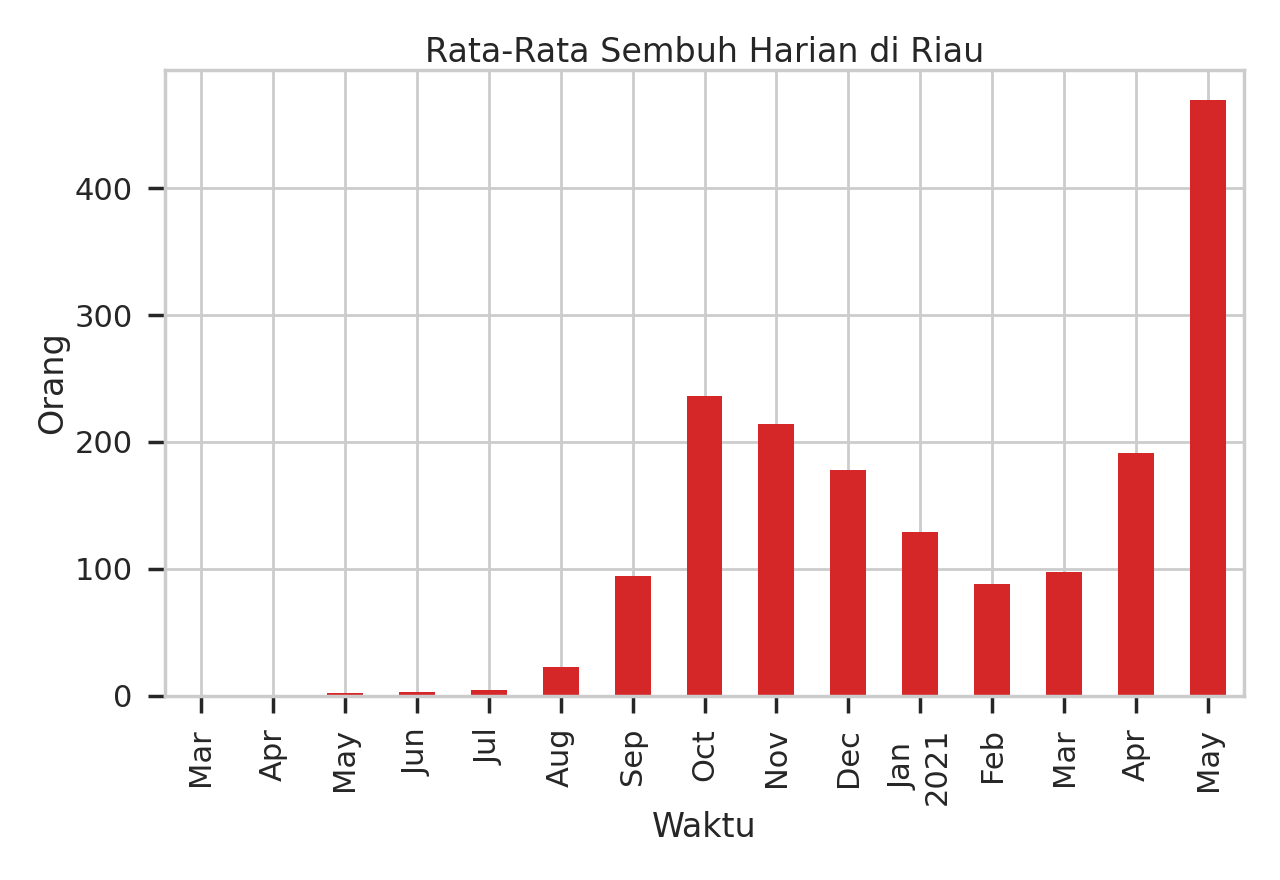 Rata-Rata Sembuh Harian di Riau
Orang
400
300
200
100
0
Mar
Apr
May
Jun
Jul
Aug
Sep
Oct
Nov
Dec
Jan
2021
Feb
Mar
Apr
May
Waktu